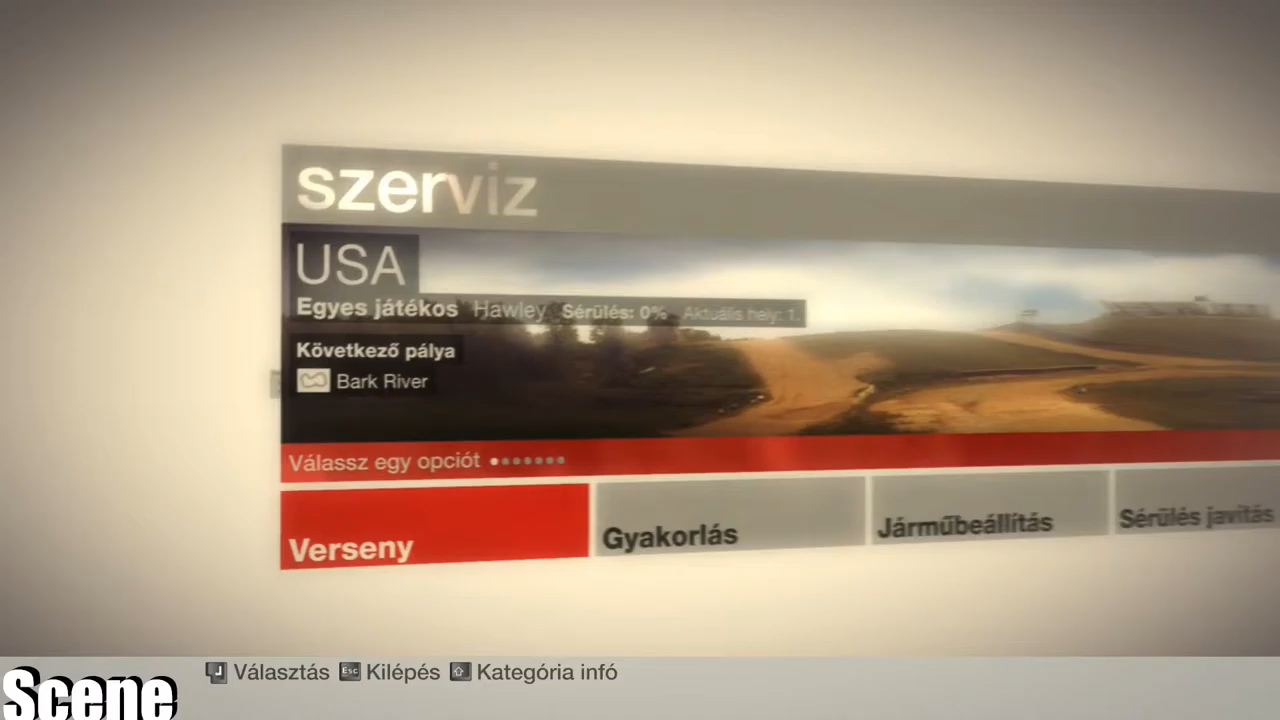 szerviz
USA
Egyes játékos Hawley Sérülés: 0% Aktuális hely: 1.
Következő pálya
Bark River
Válassz egy opciót
Verseny
Gyakorlás
Járműbeállítás
Sérülés javítás
Választás Esc Kilépés Kategória infó
Scene